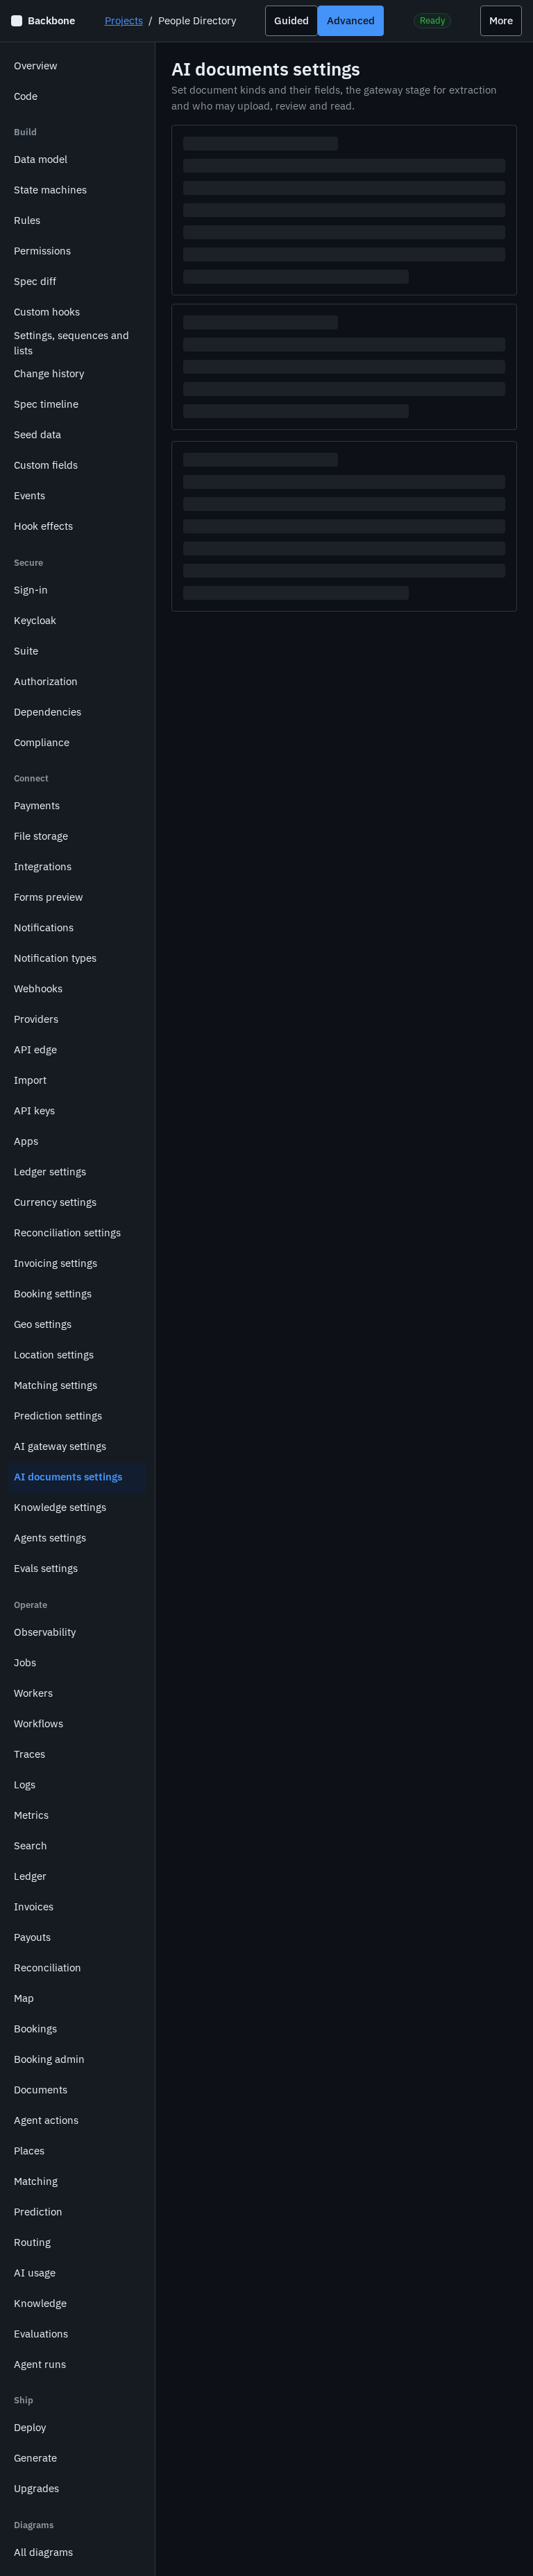 Backbone
Projects / People Directory
Guided
Advanced
Ready
More
Overview
Code
Build
Data model
State machines
Rules
Permissions
Spec diff
Custom hooks
Settings, sequences and
lists
Change history
Spec timeline
Seed data
Custom fields
Events
Hook effects
Secure
Sign-in
Keycloak
Suite
Authorization
Dependencies
Compliance
Connect
Payments
File storage
Integrations
Forms preview
Notifications
Notification types
Webhooks
Providers
API edge
Import
API keys
Apps
Ledger settings
Currency settings
Reconciliation settings
Invoicing settings
Booking settings
Geo settings
Location settings
Matching settings
Prediction settings
AI gateway settings
AI documents settings
Knowledge settings
Agents settings
Evals settings
Operate
Observability
Jobs
Workers
Workflows
Traces
Logs
Metrics
Search
Ledger
Invoices
Payouts
Reconciliation
Map
Bookings
Booking admin
Documents
Agent actions
Places
Matching
Prediction
Routing
AI usage
Knowledge
Evaluations
Agent runs
Ship
Deploy
Generate
Upgrades
Diagrams
All diagrams
AI documents settings
Set document kinds and their fields, the gateway stage for extraction
and who may upload, review and read.